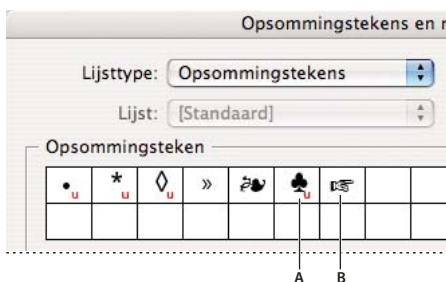 Opsommingstekens en n
Lijsttype: Opsommingstekens
Lijst: [Standaard]
Opsommingsteken
•u *u ◊u » ❧ ♣u ☞
A B